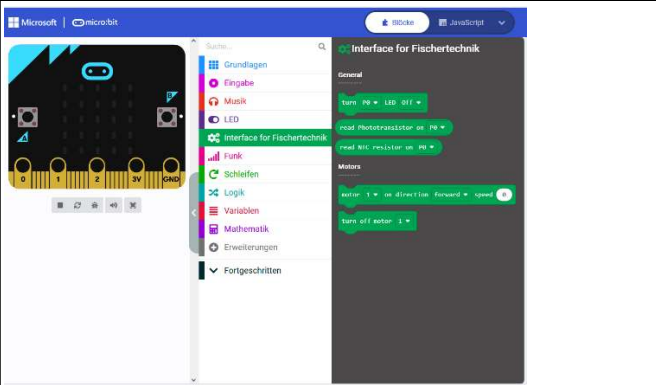 Microsoft
micro:bit
Blöcke
JavaScript
B
A
0 1 2 3V GND
Suche...
Grundlagen
Eingabe
Musik
LED
Interface for Fischertechnik
Funk
Schleifen
Logik
Variablen
Mathematik
Erweiterungen
Fortgeschritten
Interface for Fischertechnik
General
turn P0 LED Off
read Phototransistor on P0
read NTC resistor on P0
Motors
motor 1 on direction forward speed 0
turn off motor 1